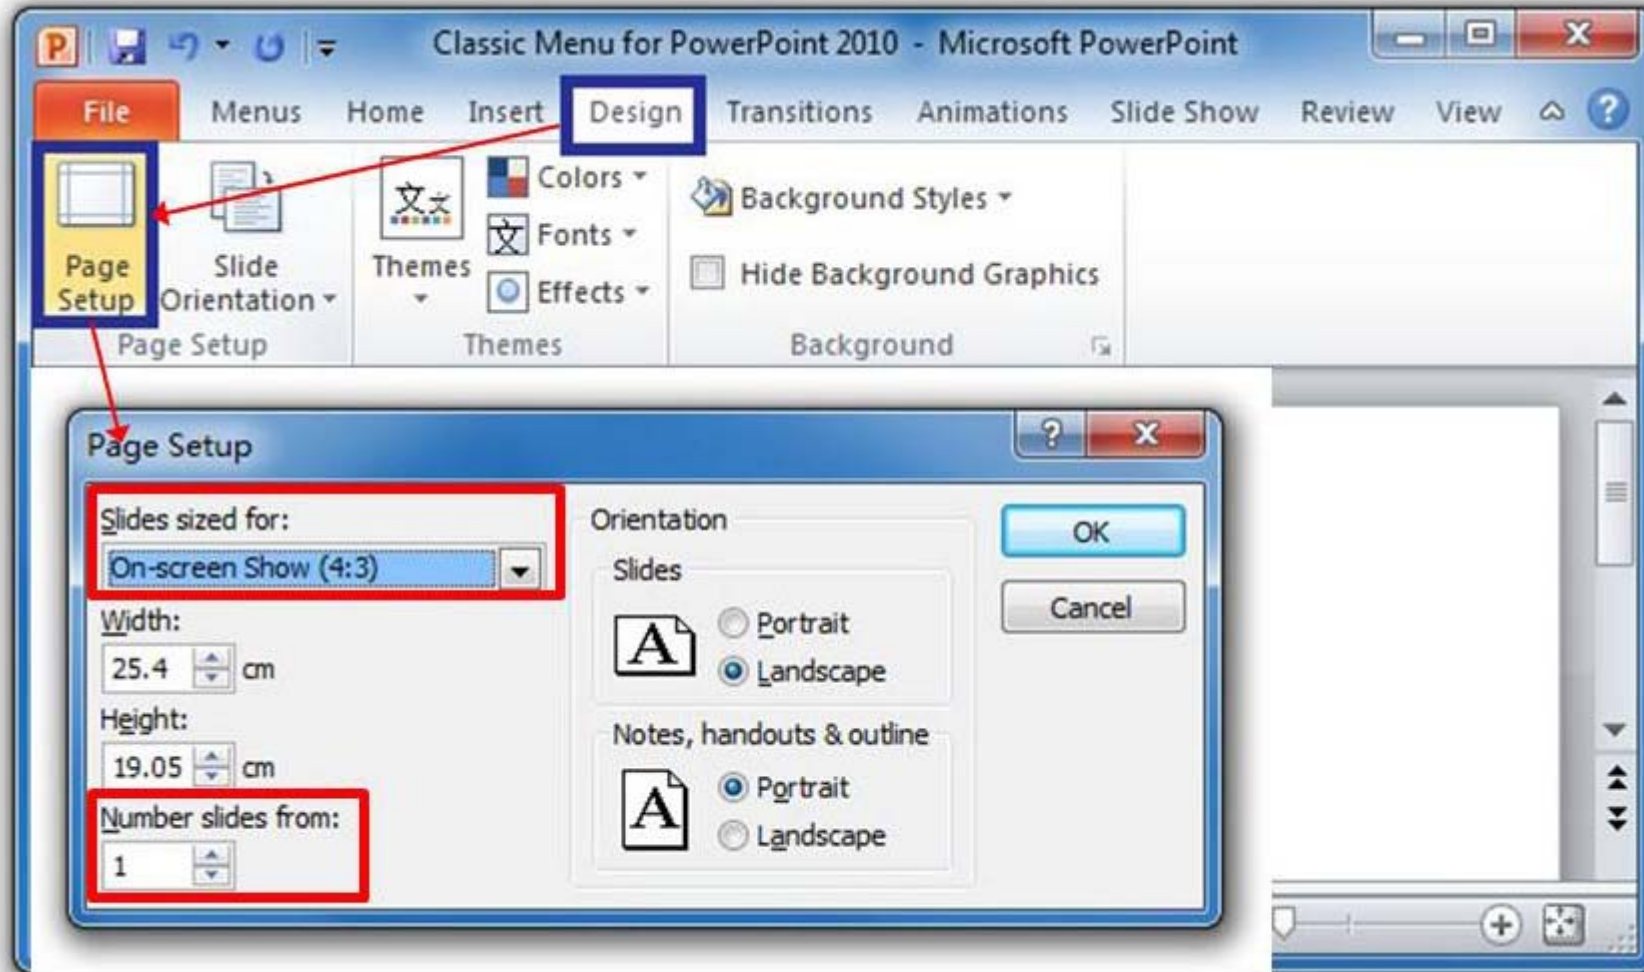 Classic Menu for PowerPoint 2010 - Microsoft PowerPoint
File Menus Home Insert Design Transitions Animations Slide Show Review View
Page Setup
Slide Orientation
Page Setup
文文
Themes
Colors
文
Fonts
Effects
Themes
Background Styles
Hide Background Graphics
Background
Page Setup
Slides sized for:
On-screen Show (4:3)
Width:
25.4 cm
Height:
19.05 cm
Number slides from:
1
Orientation
Slides
A
Portrait
Landscape
Notes, handouts & outline
A
Portrait
Landscape
OK
Cancel